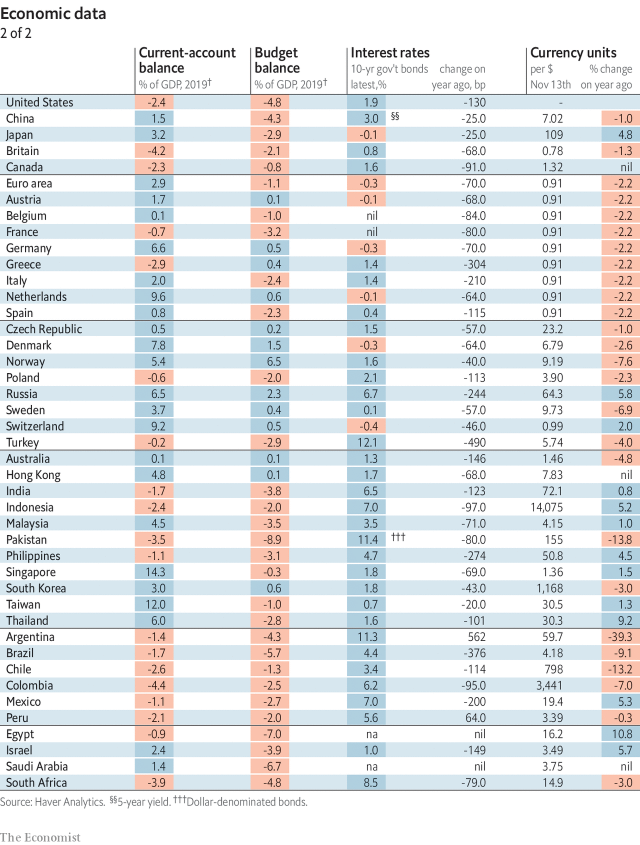 Economic data
2 of 2
Current-account balance % of GDP, 2019† Budget balance % of GDP, 2019† Interest rates 10-yr gov't bonds latest,% change on year ago, bp Currency units per $ Nov 13th % change on year ago
United States -2.4 -4.8 1.9 -130 -
China 1.5 -4.3 3.0 §§ -25.0 7.02 -1.0
Japan 3.2 -2.9 -0.1 -25.0 109 4.8
Britain -4.2 -2.1 0.8 -68.0 0.78 -1.3
Canada -2.3 -0.8 1.6 -91.0 1.32 nil
Euro area 2.9 -1.1 -0.3 -70.0 0.91 -2.2
Austria 1.7 0.1 -0.1 -68.0 0.91 -2.2
Belgium 0.1 -1.0 nil -84.0 0.91 -2.2
France -0.7 -3.2 nil -80.0 0.91 -2.2
Germany 6.6 0.5 -0.3 -70.0 0.91 -2.2
Greece -2.9 0.4 1.4 -304 0.91 -2.2
Italy 2.0 -2.4 1.4 -210 0.91 -2.2
Netherlands 9.6 0.6 -0.1 -64.0 0.91 -2.2
Spain 0.8 -2.3 0.4 -115 0.91 -2.2
Czech Republic 0.5 0.2 1.5 -57.0 23.2 -1.0
Denmark 7.8 1.5 -0.3 -64.0 6.79 -2.6
Norway 5.4 6.5 1.6 -40.0 9.19 -7.6
Poland -0.6 -2.0 2.1 -113 3.90 -2.3
Russia 6.5 2.3 6.7 -244 64.3 5.8
Sweden 3.7 0.4 0.1 -57.0 9.73 -6.9
Switzerland 9.2 0.5 -0.4 -46.0 0.99 2.0
Turkey -0.2 -2.9 12.1 -490 5.74 -4.0
Australia 0.1 0.1 1.3 -146 1.46 -4.8
Hong Kong 4.8 0.1 1.7 -68.0 7.83 nil
India -1.7 -3.8 6.5 -123 72.1 0.8
Indonesia -2.4 -2.0 7.0 -97.0 14,075 5.2
Malaysia 4.5 -3.5 3.5 -71.0 4.15 1.0
Pakistan -3.5 -8.9 11.4 ††† -80.0 155 -13.8
Philippines -1.1 -3.1 4.7 -274 50.8 4.5
Singapore 14.3 -0.3 1.8 -69.0 1.36 1.5
South Korea 3.0 0.6 1.8 -43.0 1,168 -3.0
Taiwan 12.0 -1.0 0.7 -20.0 30.5 1.3
Thailand 6.0 -2.8 1.6 -101 30.3 9.2
Argentina -1.4 -4.3 11.3 562 59.7 -39.3
Brazil -1.7 -5.7 4.4 -376 4.18 -9.1
Chile -2.6 -1.3 3.4 -114 798 -13.2
Colombia -4.4 -2.5 6.2 -95.0 3,441 -7.0
Mexico -1.1 -2.7 7.0 -200 19.4 5.3
Peru -2.1 -2.0 5.6 64.0 3.39 -0.3
Egypt -0.9 -7.0 na nil 16.2 10.8
Israel 2.4 -3.9 1.0 -149 3.49 5.7
Saudi Arabia 1.4 -6.7 na nil 3.75 nil
South Africa -3.9 -4.8 8.5 -79.0 14.9 -3.0
Source: Haver Analytics. §§5-year yield. †††Dollar-denominated bonds.
The Economist